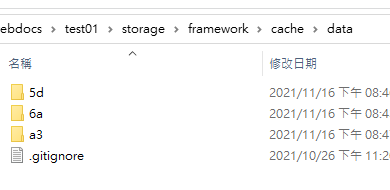 ebdocs > test01 > storage > framework > cache > data
名稱 修改日期
5d 2021/11/16 下午 08:4
6a 2021/11/16 下午 08:4
a3 2021/11/16 下午 08:4
.gitignore 2021/10/26 下午 11:2